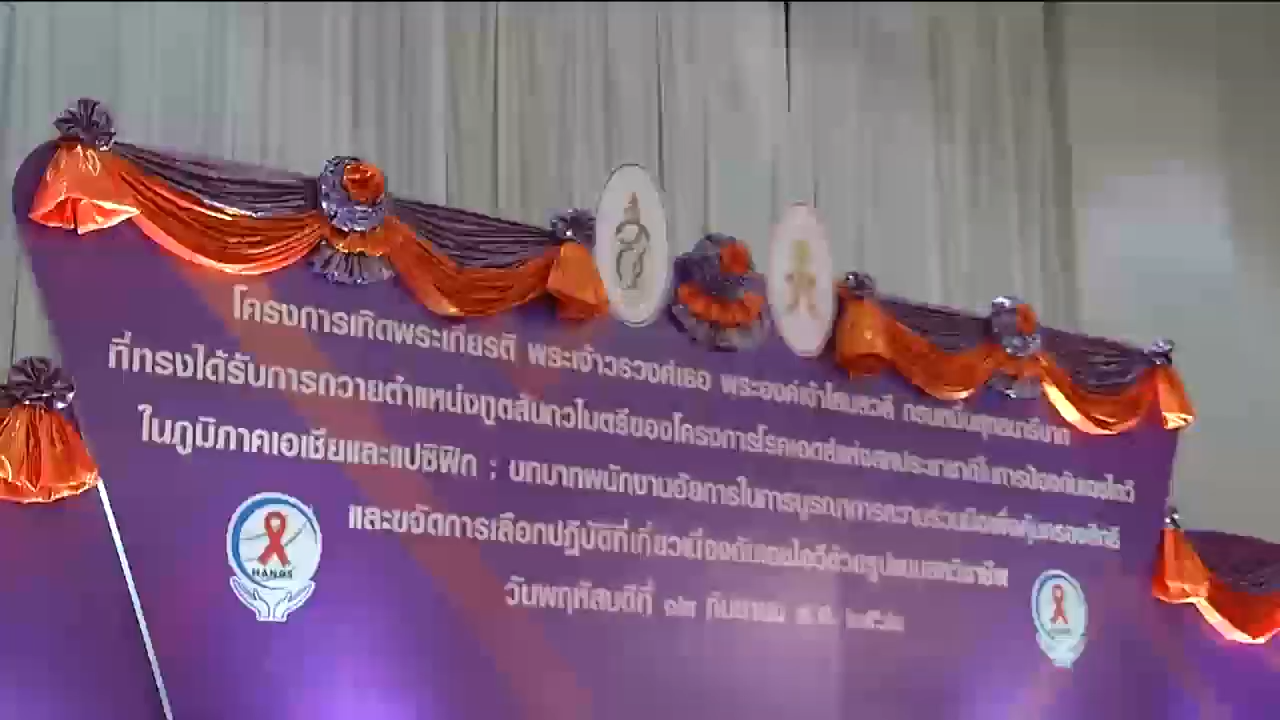 โครงการเทิดพระเกียรติ พระเจ้าวรวงศ์เธอ พระองค์เจ้าโสมสวลี กรมหมื่นสุทธนารีนาถ
ที่ทรงได้รับการถวายตำแหน่งทูตสันถวไมตรีของโครงการโรคเอดส์แห่งสหประชาชาติในการป้องกันเอชไอวี
ในภูมิภาคเอเชียและแปซิฟิก : บทบาทพนักงานอัยการในการบูรณาการความร่วมมือเพื่อคุ้มครองสิทธิ
และขจัดการเลือกปฏิบัติที่เกี่ยวเนื่องกับเอชไอวีด้วยรูปแบบสหวิชาชีพ
วันพฤหัสบดีที่ ๑๒ กันยายน พ.ศ. ๒๕๖๒
HANDS